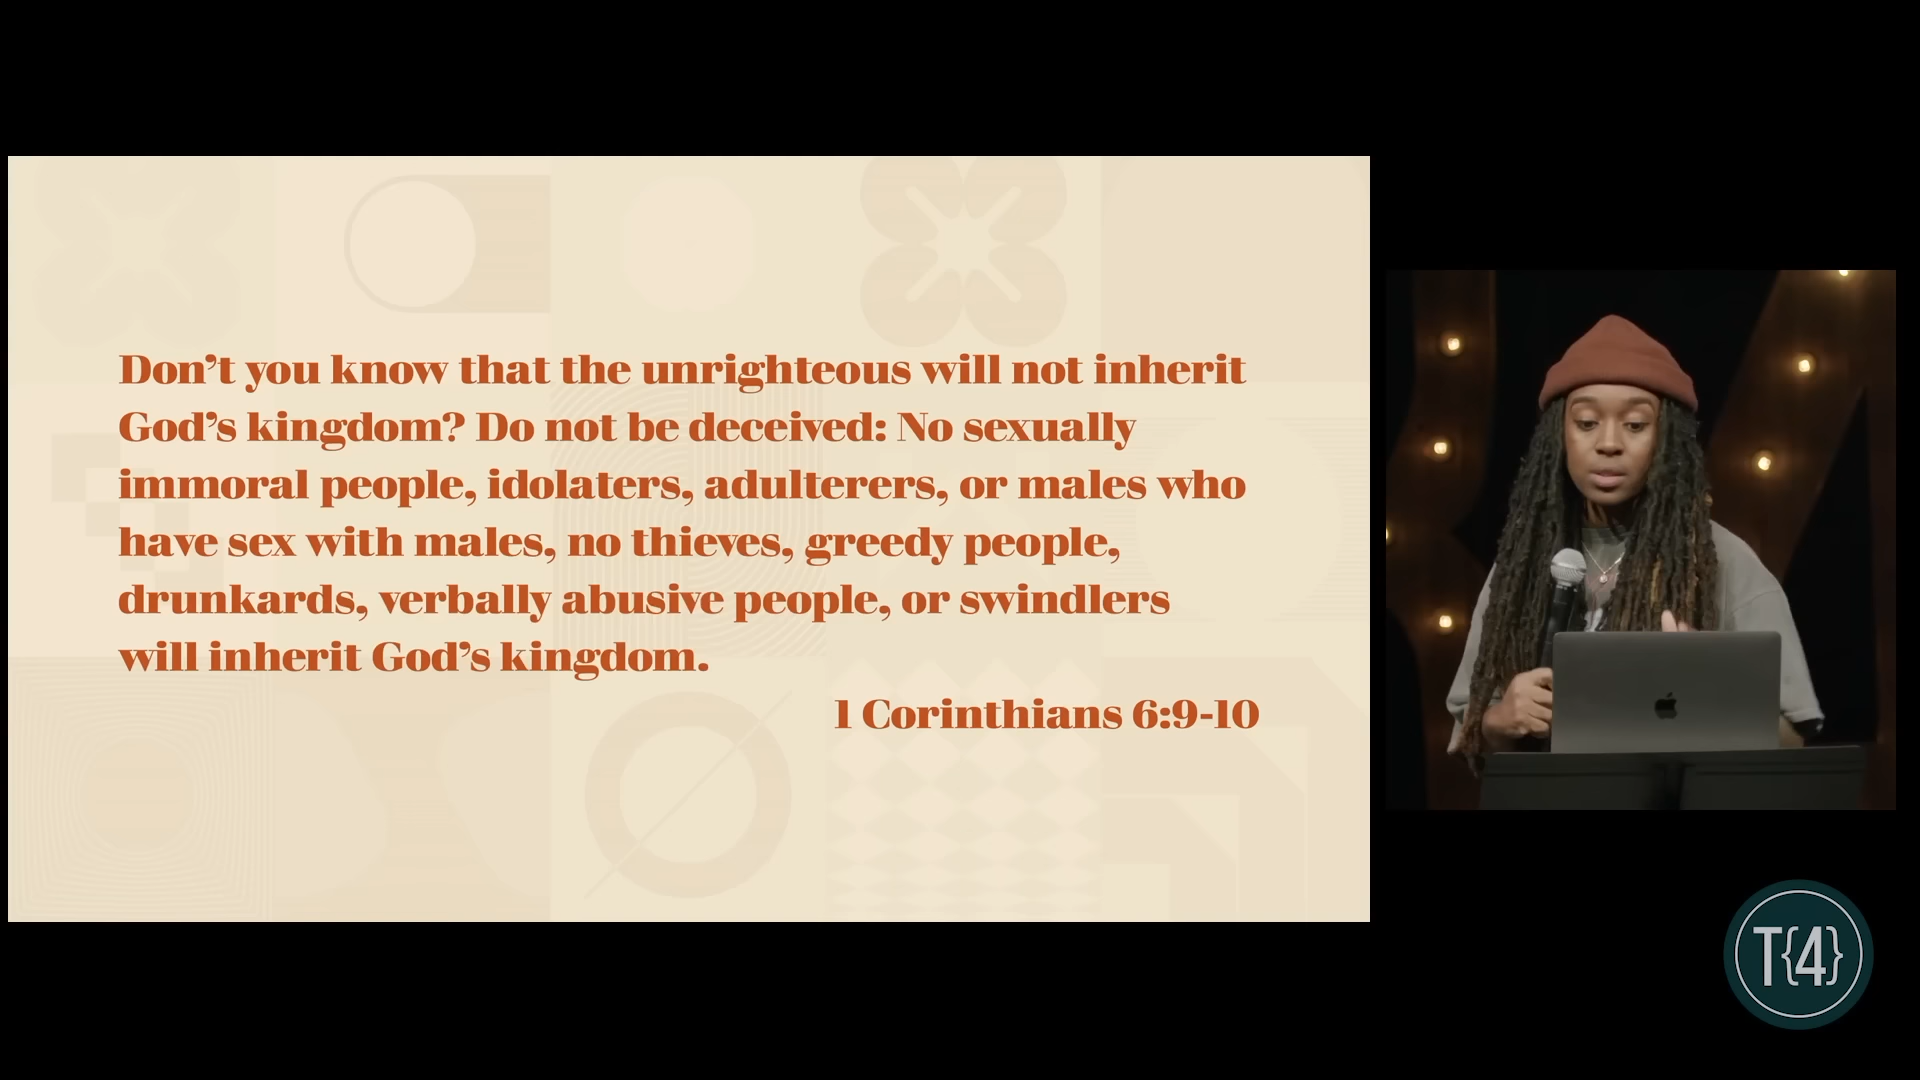 Don’t you know that the unrighteous will not inherit
God’s kingdom? Do not be deceived: No sexually
immoral people, idolaters, adulterers, or males who
have sex with males, no thieves, greedy people,
drunkards, verbally abusive people, or swindlers
will inherit God’s kingdom.
1 Corinthians 6:9-10
T{4}